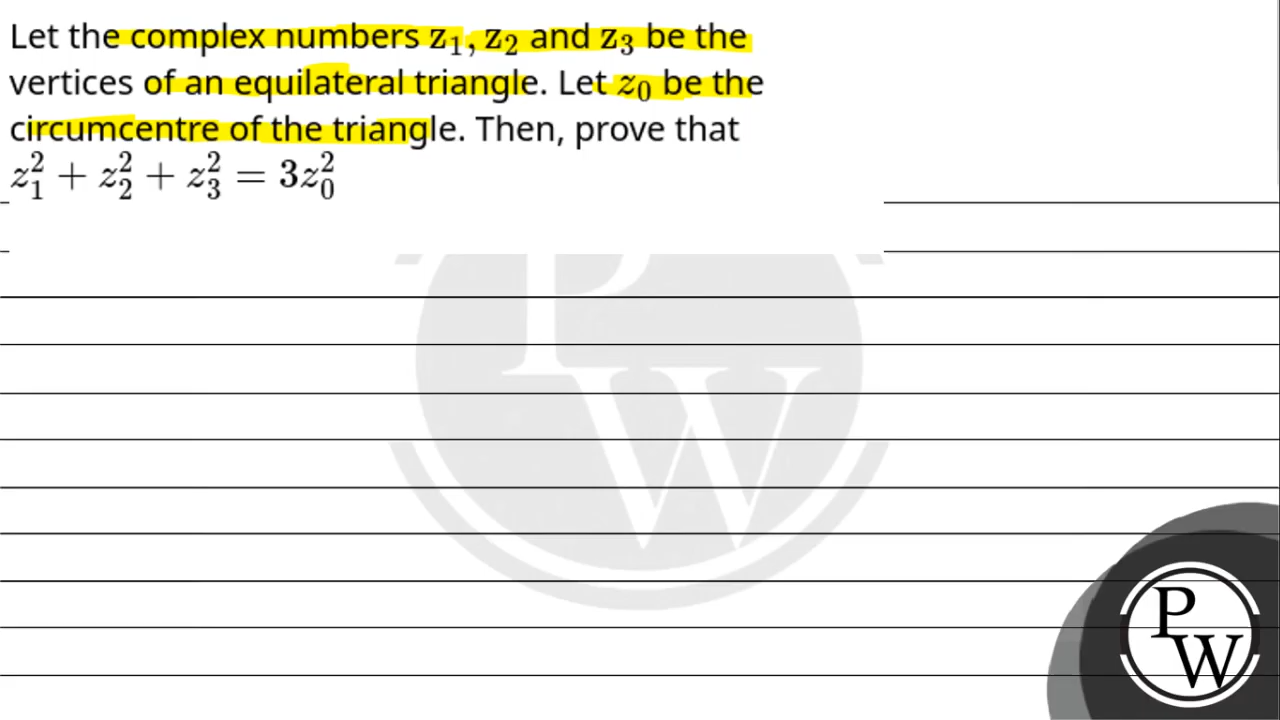 Let the complex numbers z₁, z₂ and z₃ be the
vertices of an equilateral triangle. Let z₀ be the
circumcentre of the triangle. Then, prove that
z₁² + z₂² + z₃² = 3z₀²
P
W
P
W